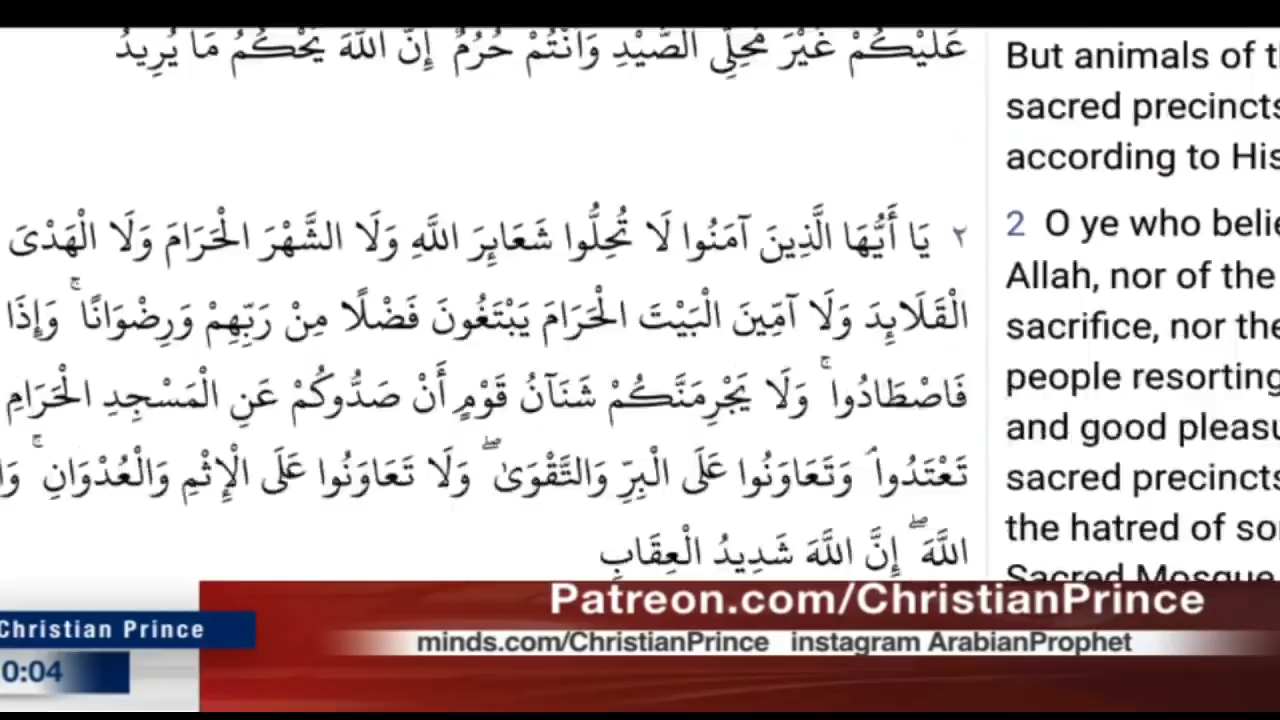 عَلَيْكُمْ غَيْرَ مُحِلِّي الصَّيْدِ وَأَنْتُمْ حُرُمٌ ۗ إِنَّ اللَّهَ يَحْكُمُ مَا يُرِيدُ
٢ يَا أَيُّهَا الَّذِينَ آمَنُوا لَا تُحِلُّوا شَعَائِرَ اللَّهِ وَلَا الشَّهْرَ الْحَرَامَ وَلَا الْهَدْيَ
الْقَلَائِدَ وَلَا آمِّينَ الْبَيْتَ الْحَرَامَ يَبْتَغُونَ فَضْلًا مِنْ رَبِّهِمْ وَرِضْوَانًا ۚ وَإِذَا
فَاصْطَادُوا ۚ وَلَا يَجْرِمَنَّكُمْ شَنَآنُ قَوْمٍ أَنْ صَدُّوكُمْ عَنِ الْمَسْجِدِ الْحَرَامِ
تَعْتَدُوا ۘ وَتَعَاوَنُوا عَلَى الْبِرِّ وَالتَّقْوَىٰ ۖ وَلَا تَعَاوَنُوا عَلَى الْإِثْمِ وَالْعُدْوَانِ ۚ
اللَّهَ ۖ إِنَّ اللَّهَ شَدِيدُ الْعِقَابِ
But animals of
sacred precincts
according to His
2 O ye who
Allah, nor of the
sacrifice, nor the
people resorting
and good
sacred precincts
the hatred of
Sacred Mosque
Patreon.com/ChristianPrince
Christian Prince
minds.com/ChristianPrince instagram ArabianProphet
0:04